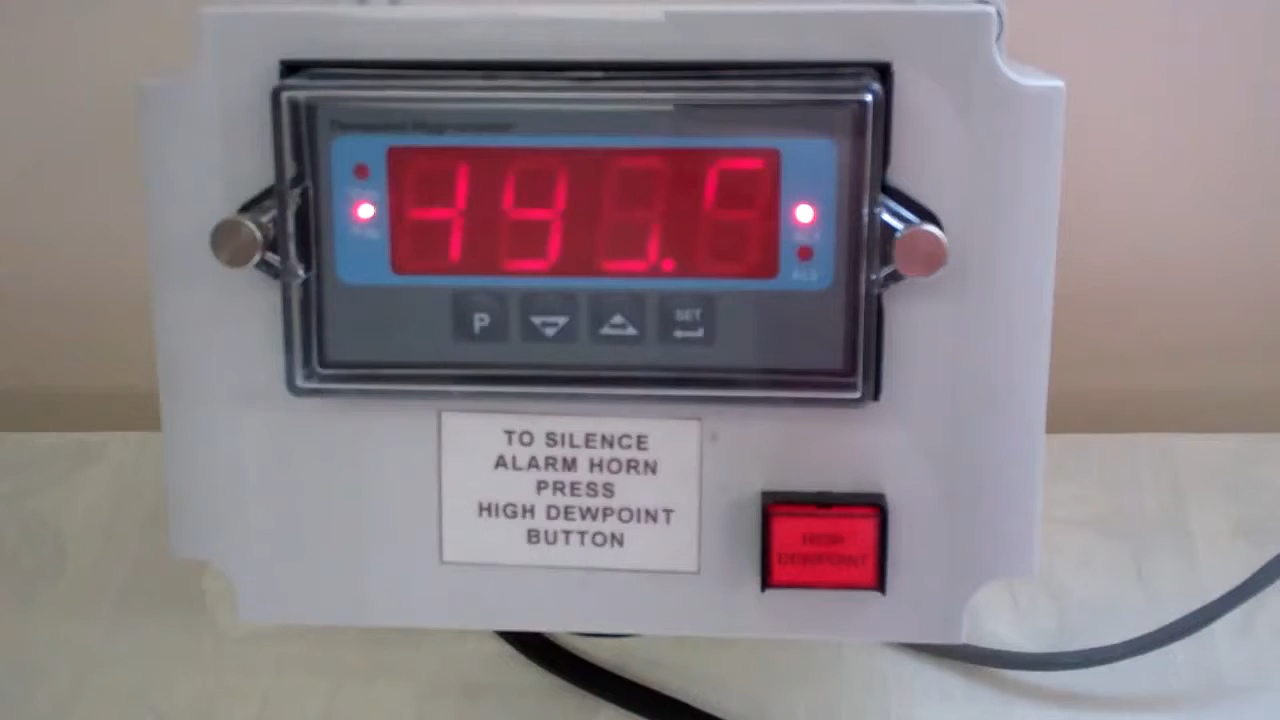 P
SET
TO SILENCE
ALARM HORN
PRESS
HIGH DEWPOINT
BUTTON
HIGH
DEWPOINT